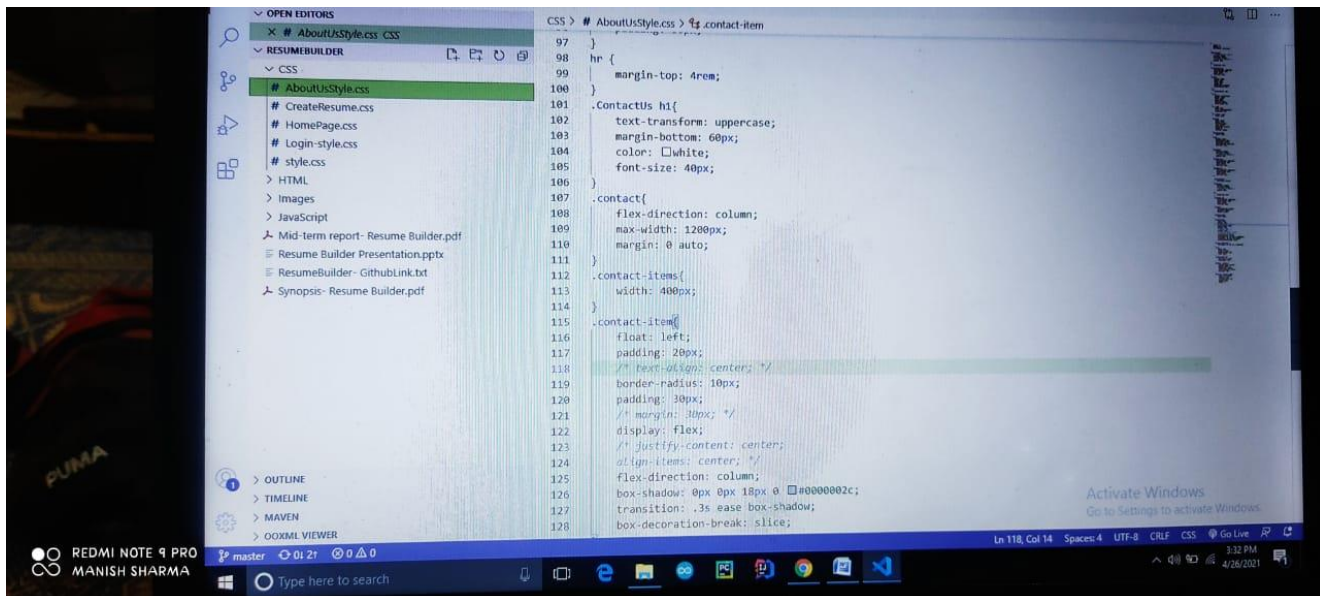 OPEN EDITORS
# AboutUsStyle.css CSS
RESUMEBUILDER
CSS
# AboutUsStyle.css
# CreateResume.css
# HomePage.css
# Login-style.css
# style.css
HTML
Images
JavaScript
Mid-term report- Resume Builder.pdf
Resume Builder Presentation.pptx
ResumeBuilder- GithubLink.txt
Synopsis- Resume Builder.pdf
OUTLINE
TIMELINE
MAVEN
OOXML VIEWER
CSS > # AboutUsStyle.css > .contact-item
97 }
98 hr {
99 margin-top: 4rem;
100 }
101 .ContactUs h1{
102 text-transform: uppercase;
103 margin-bottom: 60px;
104 color: white;
105 font-size: 40px;
106 }
107 .contact{
108 flex-direction: column;
109 max-width: 1200px;
110 margin: 0 auto;
111 }
112 .contact-items{
113 width: 400px;
114 }
115 .contact-item{
116 float: left;
117 padding: 20px;
118 /* text-align: center; */
119 border-radius: 10px;
120 padding: 30px;
121 /* margin: 30px; */
122 display: flex;
123 /* justify-content: center;
124 align-items: center; */
125 flex-direction: column;
126 box-shadow: 0px 0px 18px 0 #0000002c;
127 transition: .3s ease box-shadow;
128 box-decoration-break: slice;
Activate Windows
Go to Settings to activate Windows.
master 0↓ 2↑ 0 0
Ln 118, Col 14 Spaces: 4 UTF-8 CRLF CSS Go Live
Type here to search
3:32 PM
4/26/2021
PUMA
REDMI NOTE 9 PRO
MANISH SHARMA